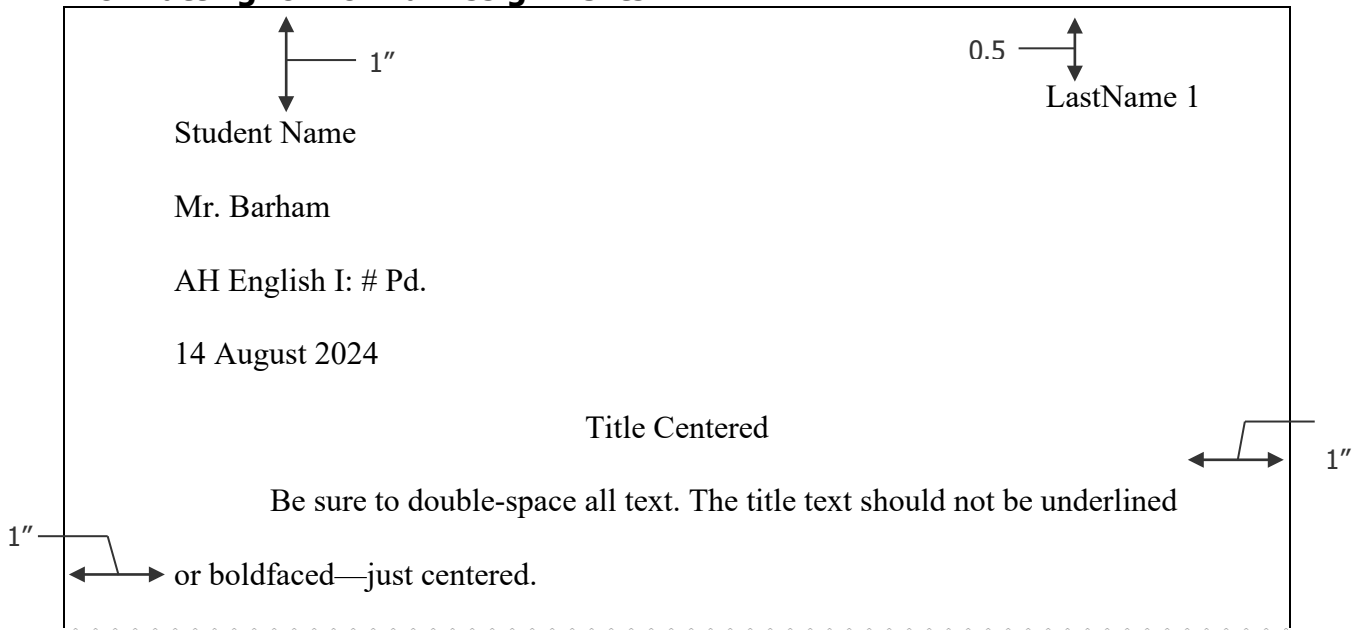 1″
0.5
LastName 1
Student Name
Mr. Barham
AH English I: # Pd.
14 August 2024
Title Centered
1″
Be sure to double-space all text. The title text should not be underlined
1″
or boldfaced—just centered.